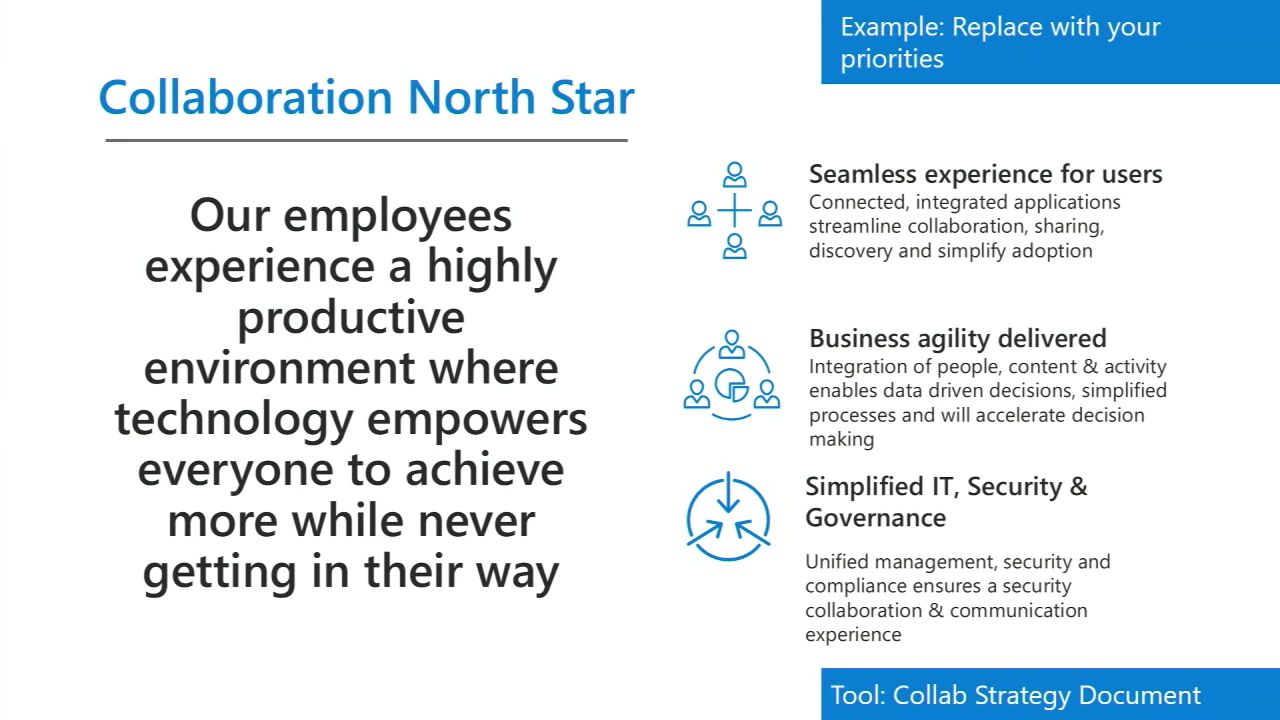 Example: Replace with your
priorities
Collaboration North Star
Our employees
experience a highly
productive
environment where
technology empowers
everyone to achieve
more while never
getting in their way
Seamless experience for users
Connected, integrated applications
streamline collaboration, sharing,
discovery and simplify adoption
Business agility delivered
Integration of people, content & activity
enables data driven decisions, simplified
processes and will accelerate decision
making
Simplified IT, Security &
Governance
Unified management, security and
compliance ensures a security
collaboration & communication
experience
Tool: Collab Strategy Document